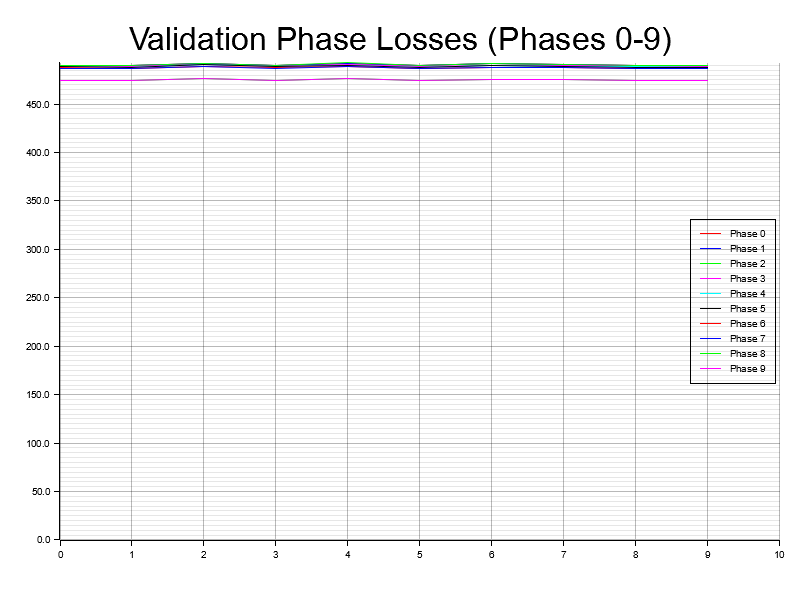 Validation Phase Losses (Phases 0-9)
450.0
400.0
350.0
300.0
250.0
200.0
150.0
100.0
50.0
0.0
0 1 2 3 4 5 6 7 8 9 10
Phase 0
Phase 1
Phase 2
Phase 3
Phase 4
Phase 5
Phase 6
Phase 7
Phase 8
Phase 9